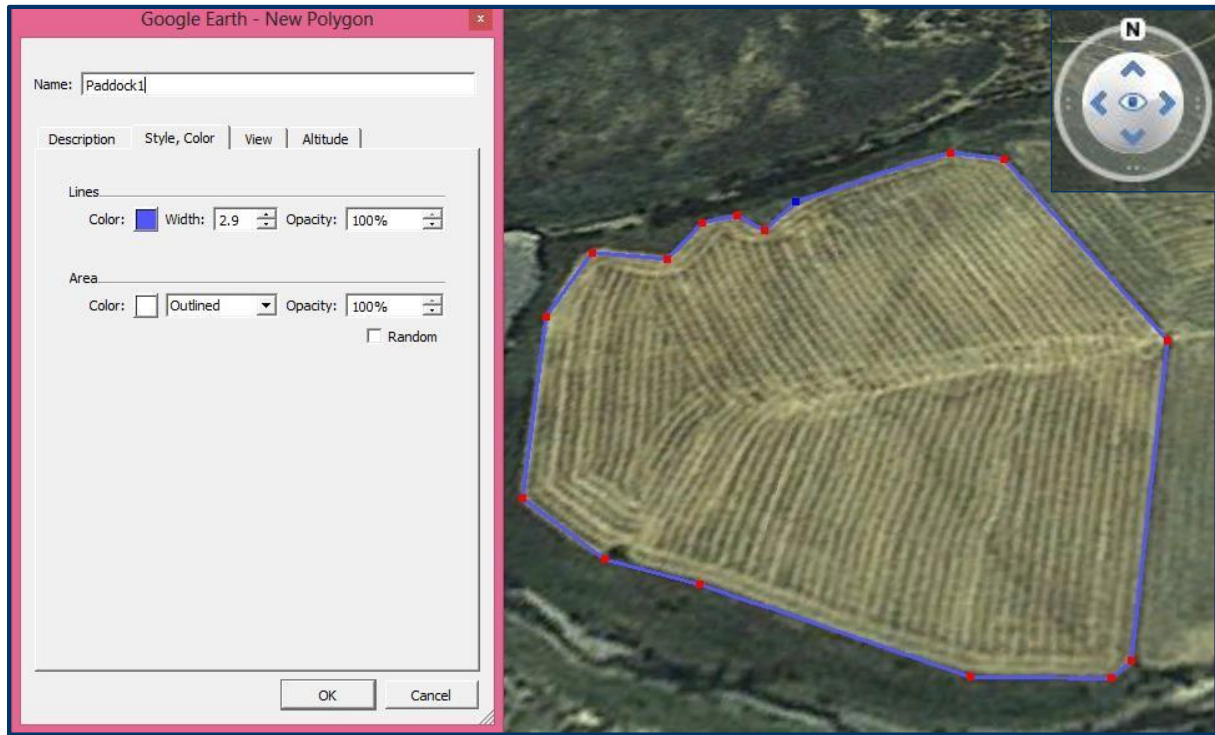 Google Earth - New Polygon
x
Name: Paddock1
Description Style, Color View Altitude
Lines
Color: Width: 2.9 Opacity: 100%
Area
Color: Outlined Opacity: 100%
Random
OK Cancel
N